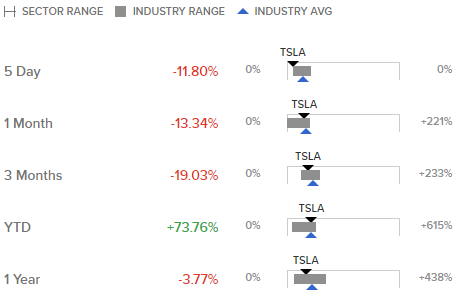 SECTOR RANGE INDUSTRY RANGE INDUSTRY AVG
TSLA
5 Day -11.80% 0% 0%
TSLA
1 Month -13.34% 0% +221%
TSLA
3 Months -19.03% 0% +233%
TSLA
YTD +73.76% 0% +615%
TSLA
1 Year -3.77% 0% +438%